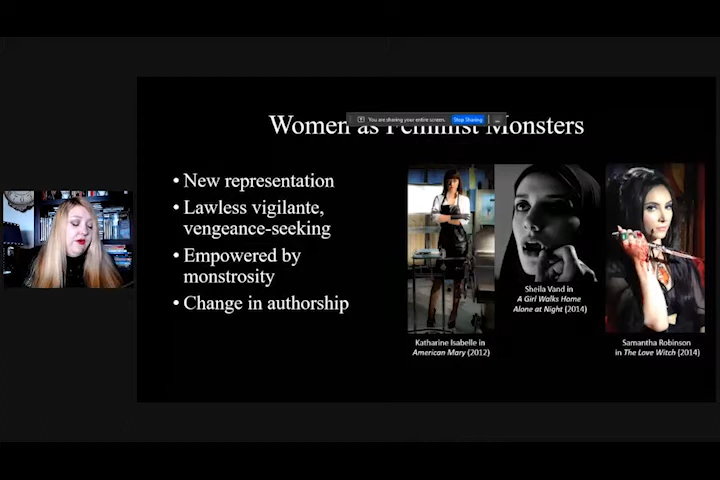 You are sharing your entire screen.
Stop Sharing
Women as Feminist Monsters
• New representation
• Lawless vigilante,
vengeance-seeking
• Empowered by
monstrosity
• Change in authorship
Katharine Isabelle in
American Mary (2012)
Sheila Vand in
A Girl Walks Home
Alone at Night (2014)
Samantha Robinson
in The Love Witch (2014)